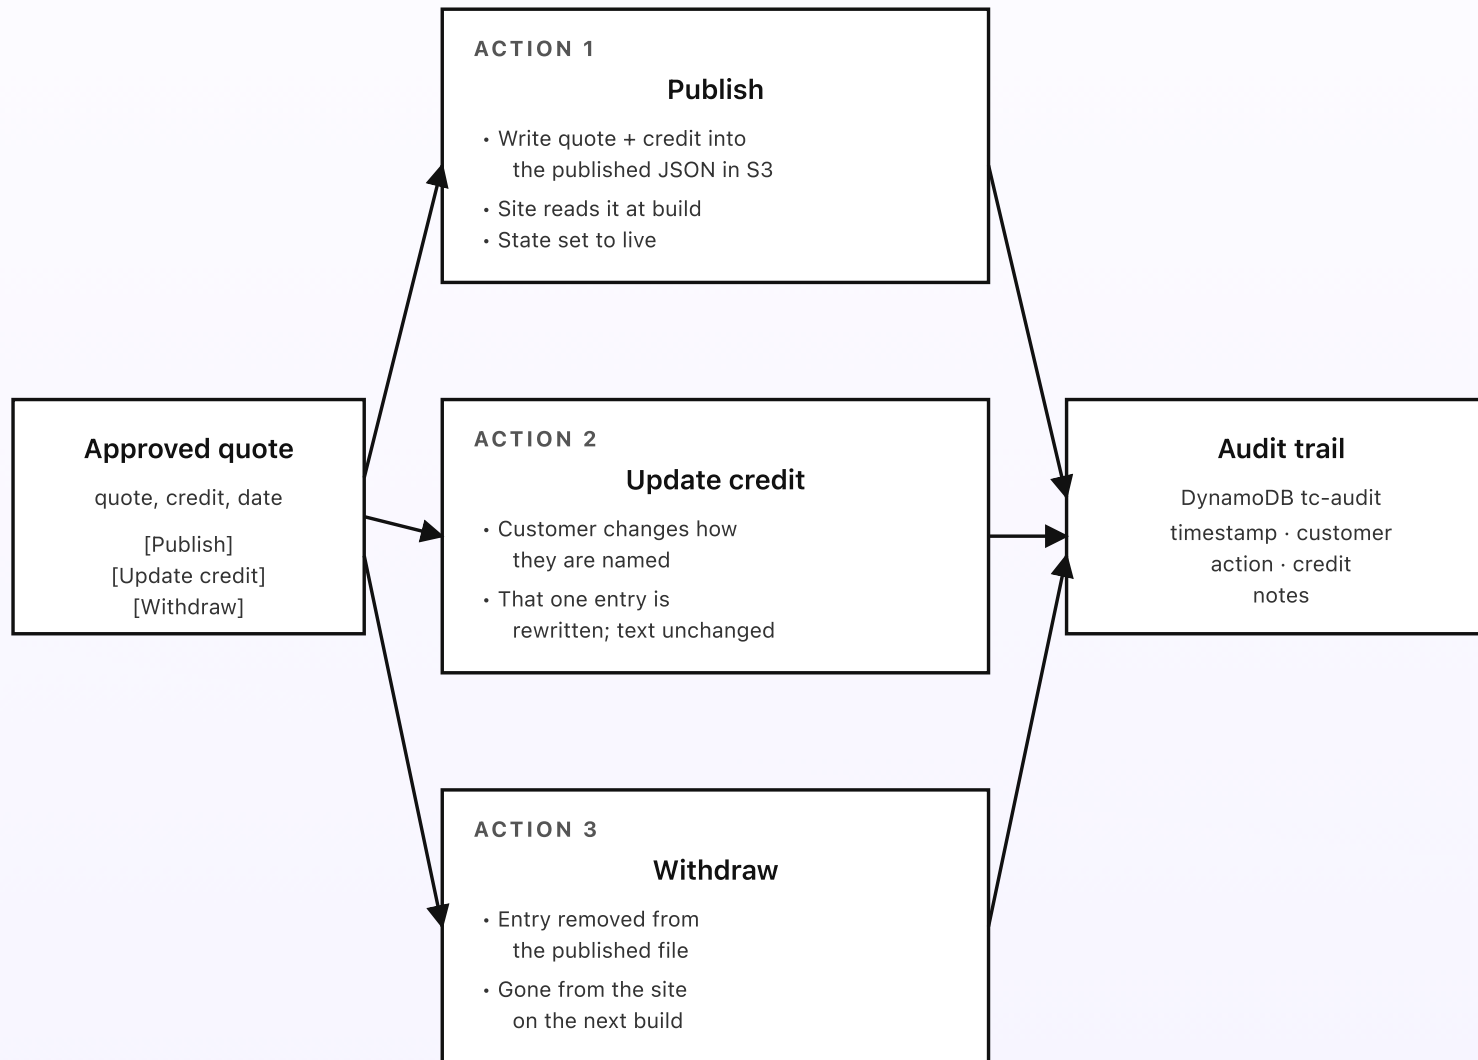 ACTION 1
Publish
• Write quote + credit into
the published JSON in S3
• Site reads it at build
• State set to live
Approved quote
quote, credit, date
[Publish]
[Update credit]
[Withdraw]
ACTION 2
Update credit
• Customer changes how
they are named
• That one entry is
rewritten; text unchanged
Audit trail
DynamoDB tc-audit
timestamp · customer
action · credit
notes
ACTION 3
Withdraw
• Entry removed from
the published file
• Gone from the site
on the next build